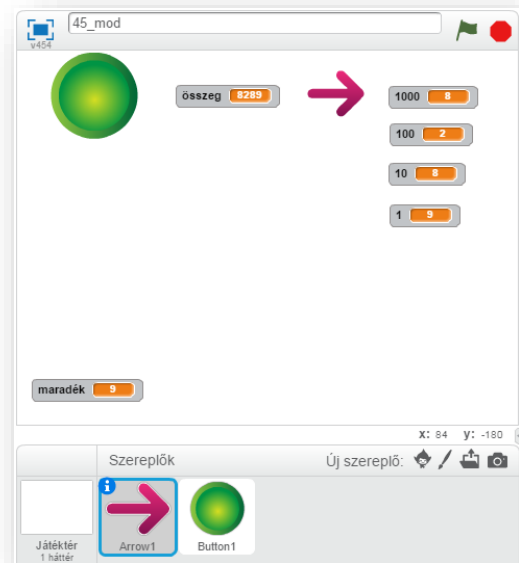 45_mod
v454
összeg 8289
1000 8
100 2
10 8
1 9
maradék 9
x: 84 y: -180
Szereplők
Új szereplő:
Játéktér
1 háttér
Arrow1
Button1